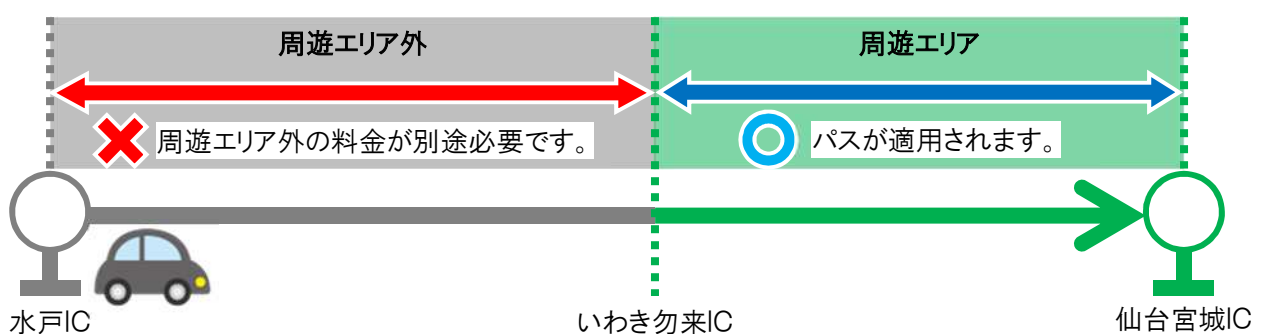 周遊エリア外
周遊エリア
周遊エリア外の料金が別途必要です。
パスが適用されます。
水戸IC
いわき勿来IC
仙台宮城IC